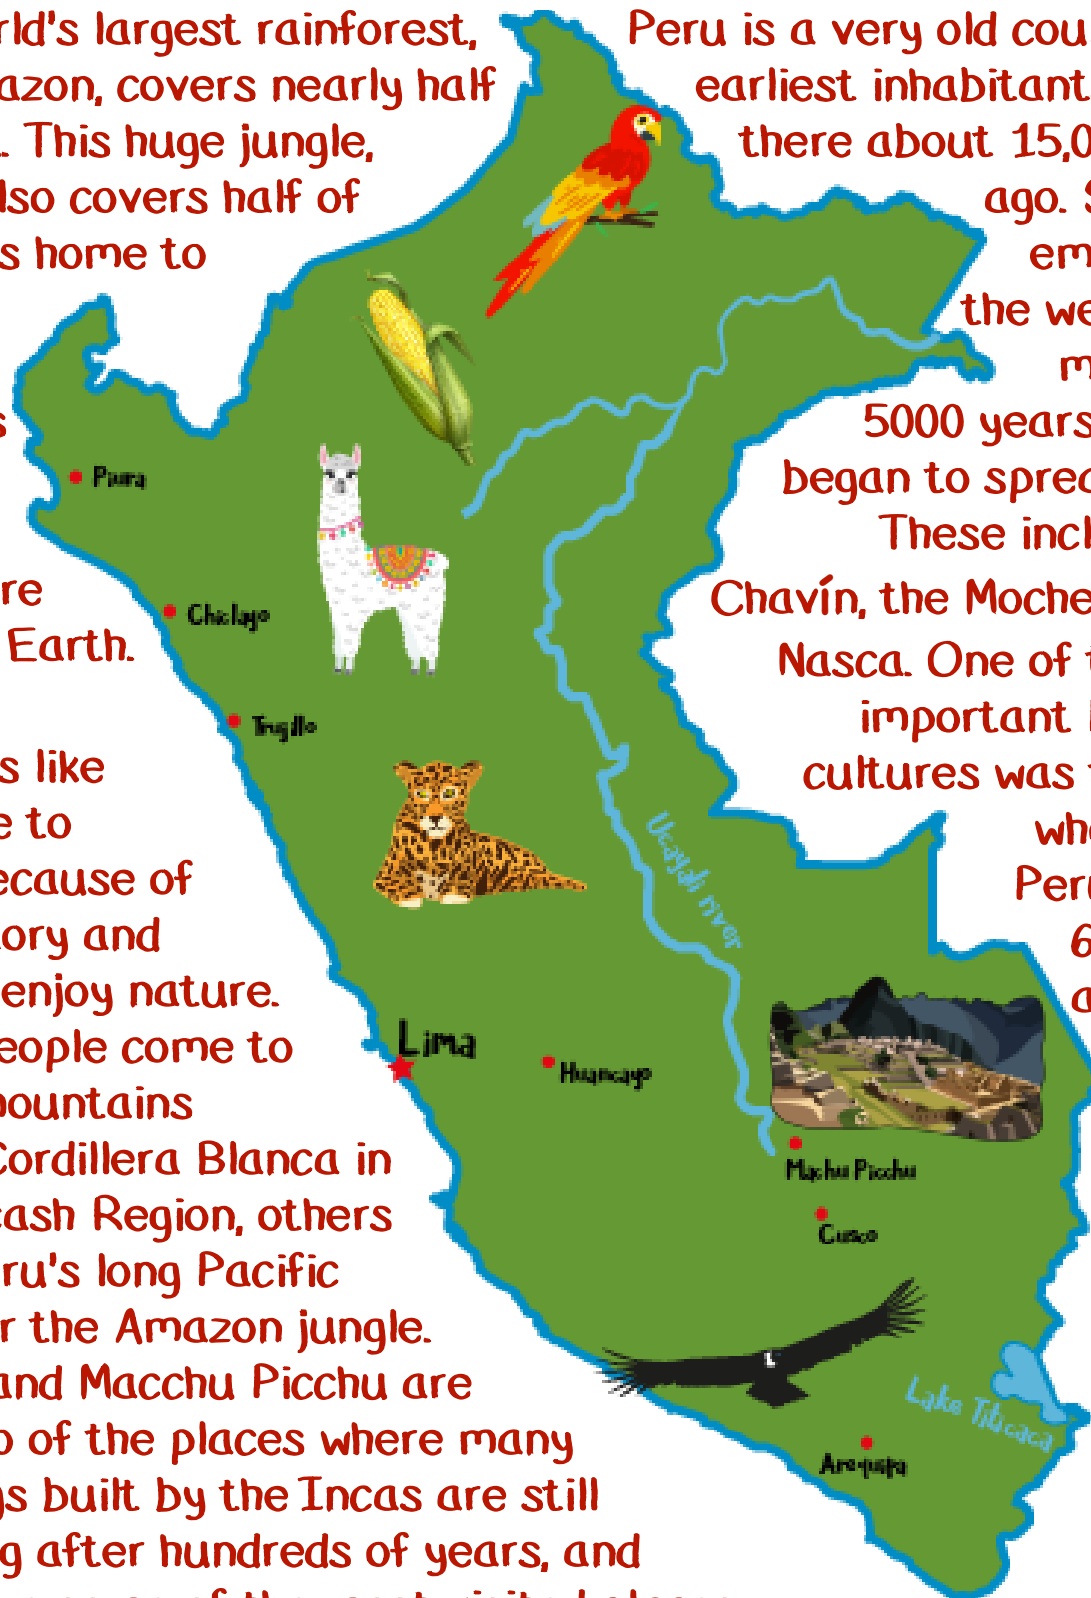 rld's largest rainforest,
azon, covers nearly half
. This huge jungle,
lso covers half of
s home to
s
re
Earth.
s like
e to
ecause of
ory and
enjoy nature.
eople come to
ountains
Cordillera Blanca in
cash Region, others
ru's long Pacific
r the Amazon jungle.
and Macchu Picchu are
o of the places where many
gs built by the Incas are still
g after hundreds of years, and
Peru is a very old cou
earliest inhabitant
there about 15,0
ago. S
em
the we
m
5000 years
began to sprea
These incl
Chavín, the Moche
Nasca. One of t
important
cultures was
wh
Peru
6
a
Piura
Chiclayo
Trujillo
Lima
Huancayo
Ucayali river
Machu Picchu
Cusco
Lake Titicaca
Arequipa